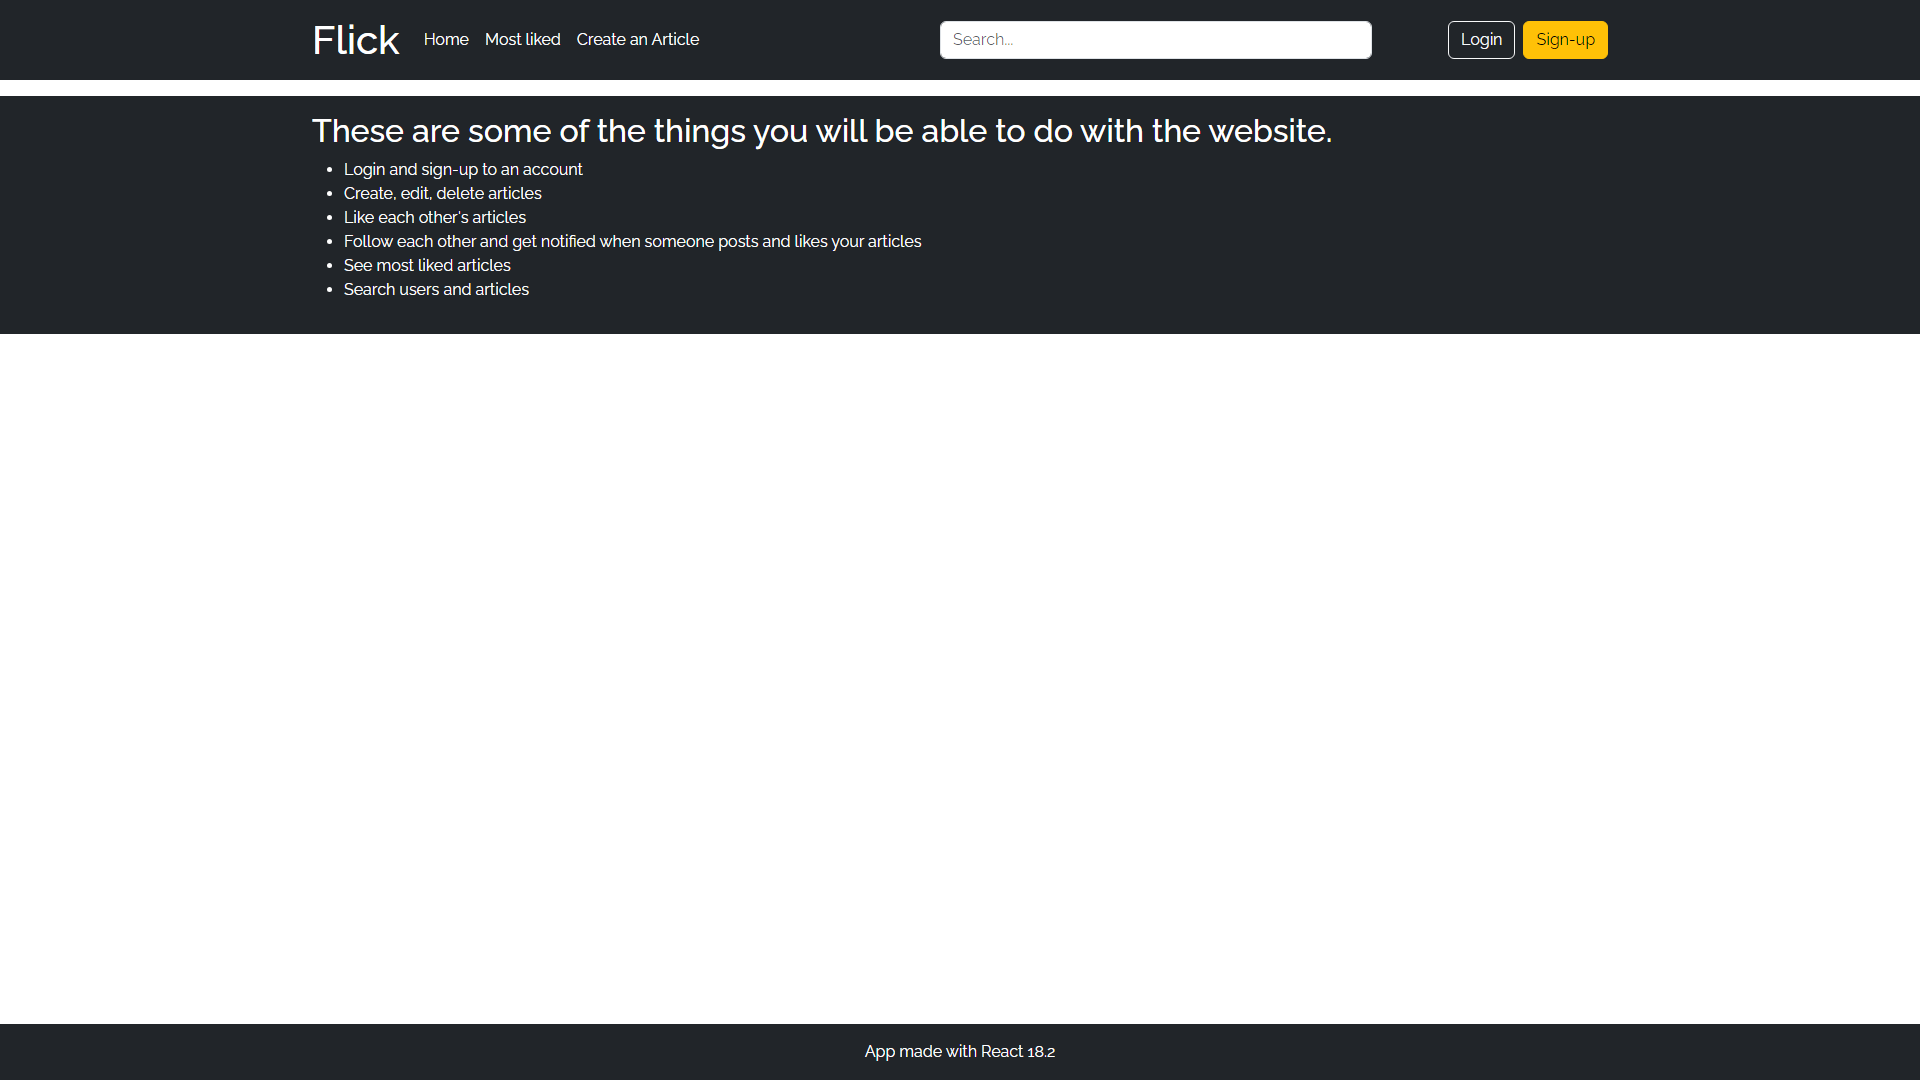 Flick
Home
Most liked
Create an Article
Search...
Login
Sign-up
These are some of the things you will be able to do with the website.
• Login and sign-up to an account
• Create, edit, delete articles
• Like each other's articles
• Follow each other and get notified when someone posts and likes your articles
• See most liked articles
• Search users and articles
App made with React 18.2